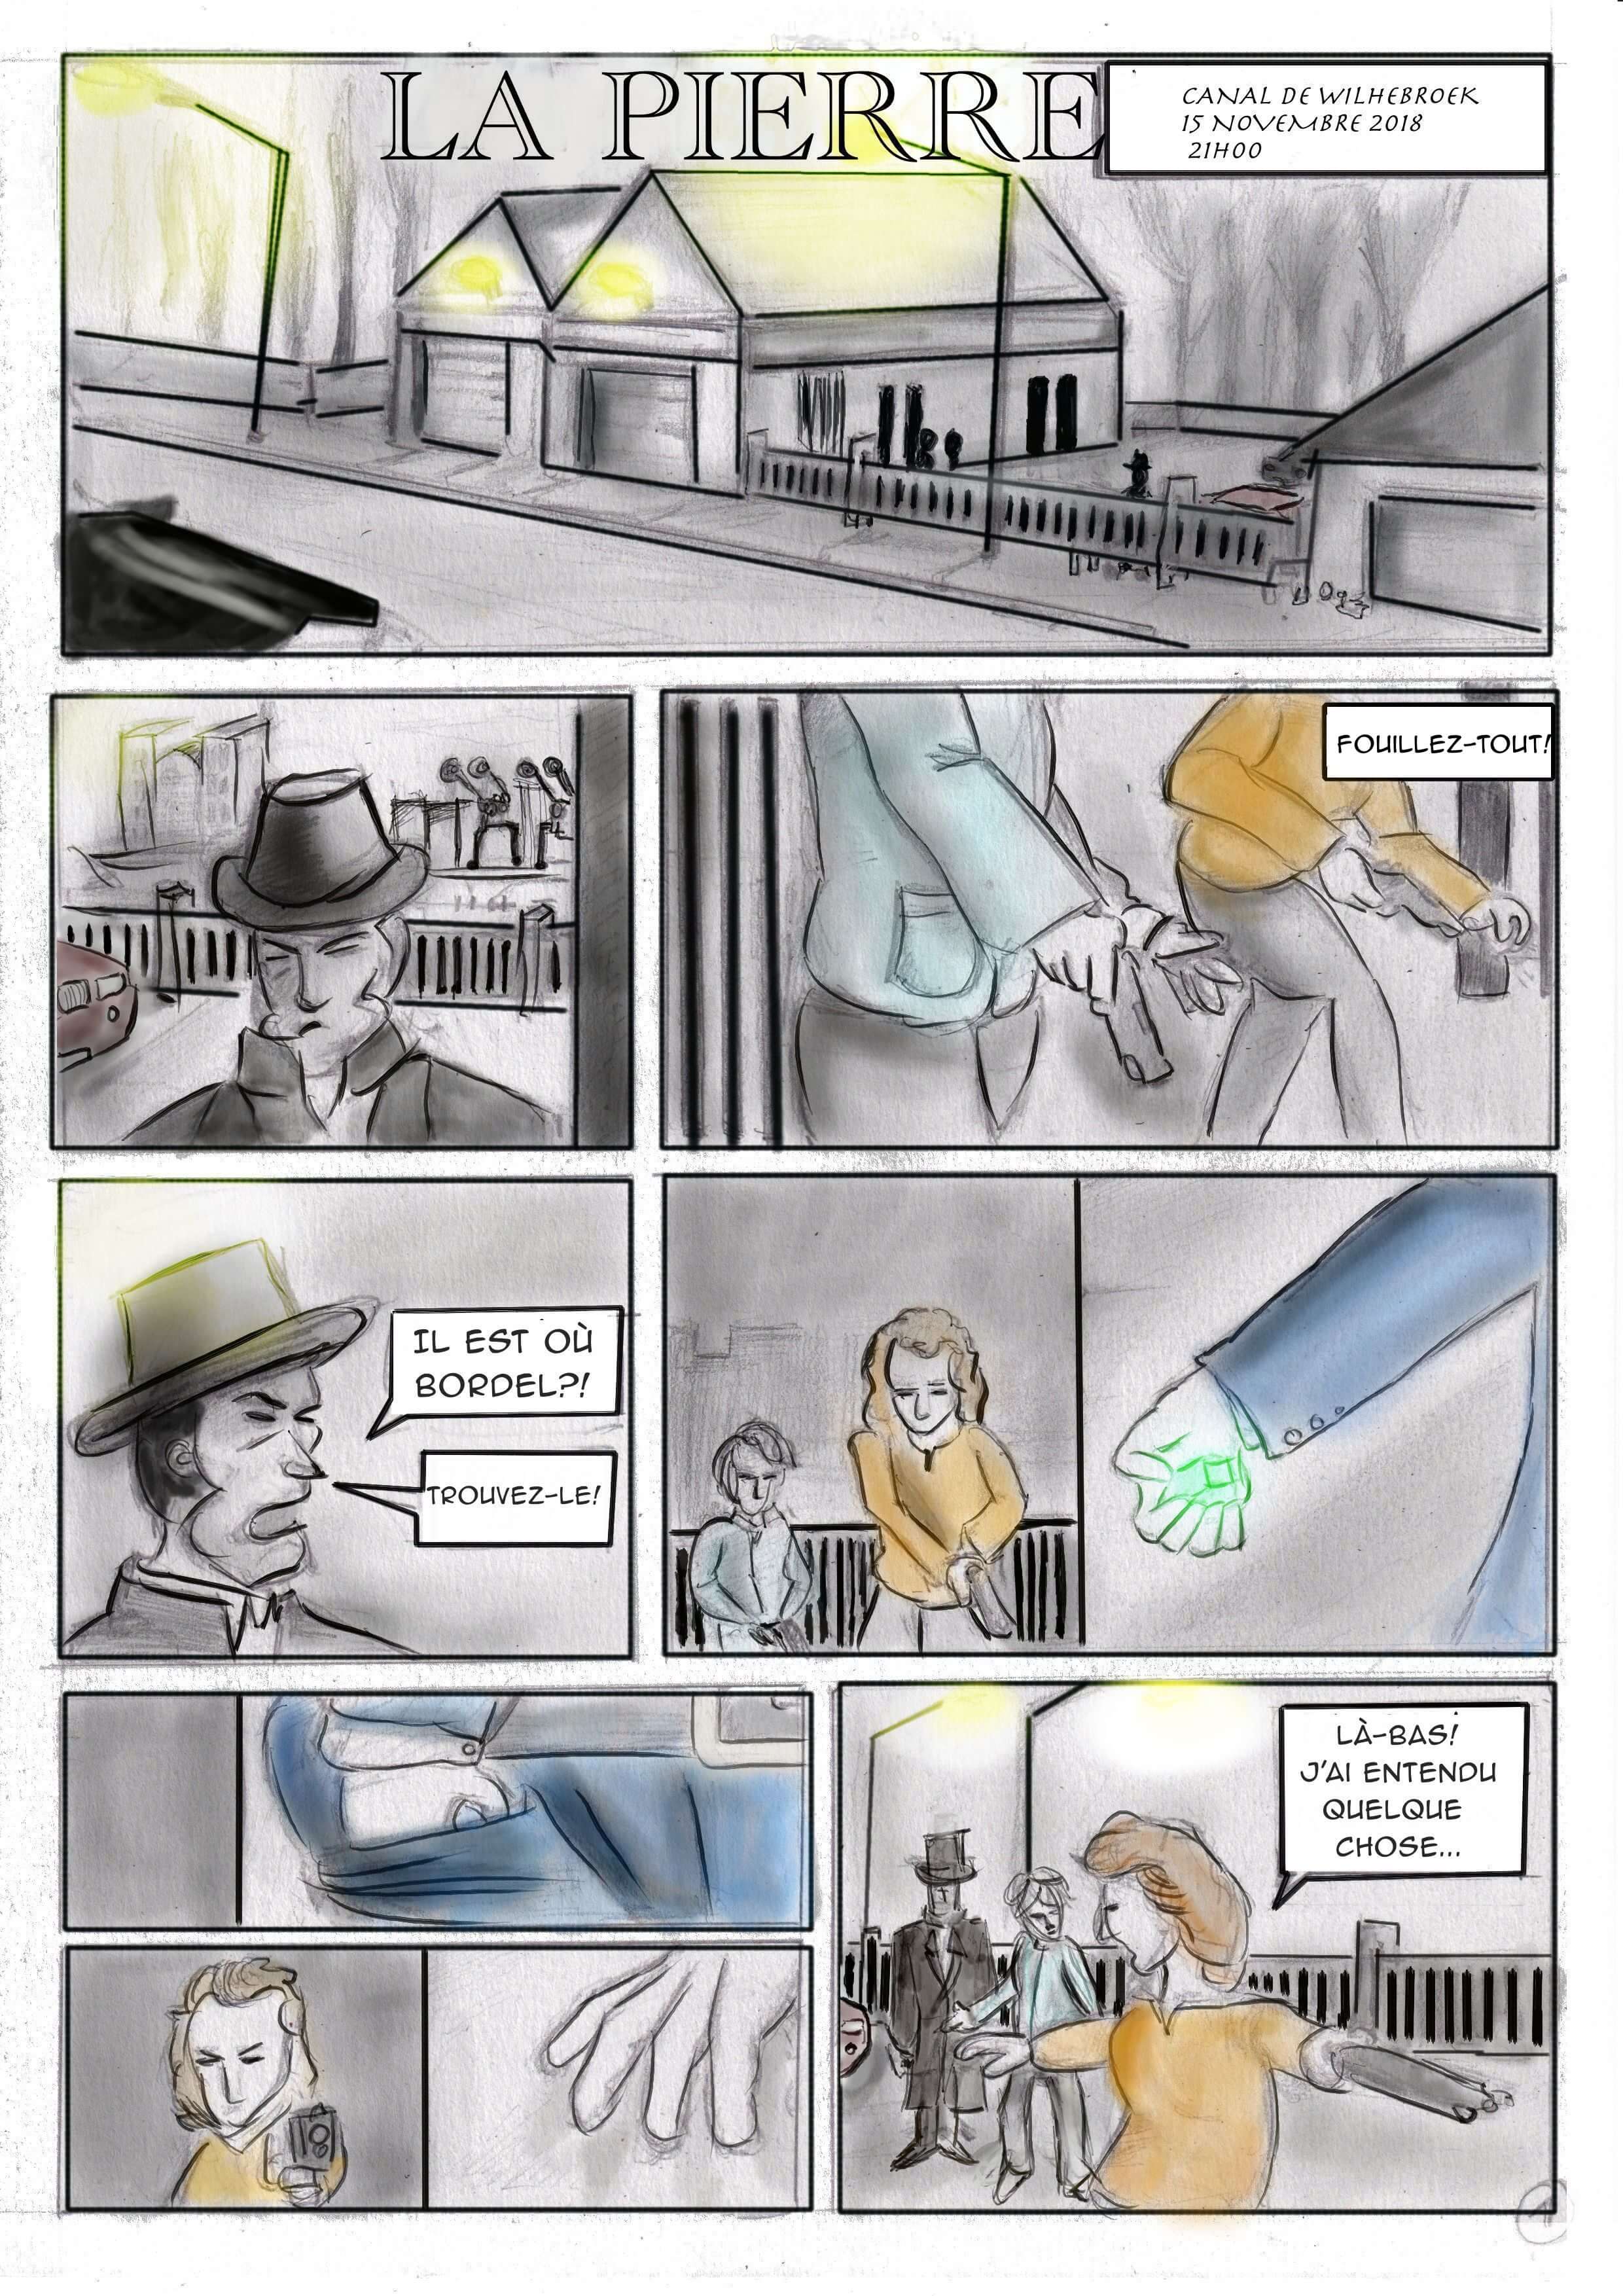 LA PIERRE
CANAL DE WILHEBROEK
15 NOVEMBRE 2018
21H00
FOUILLEZ-TOUT!
IL EST OÙ
BORDEL?!
TROUVEZ-LE!
LÀ-BAS!
J'AI ENTENDU
QUELQUE
CHOSE...
1